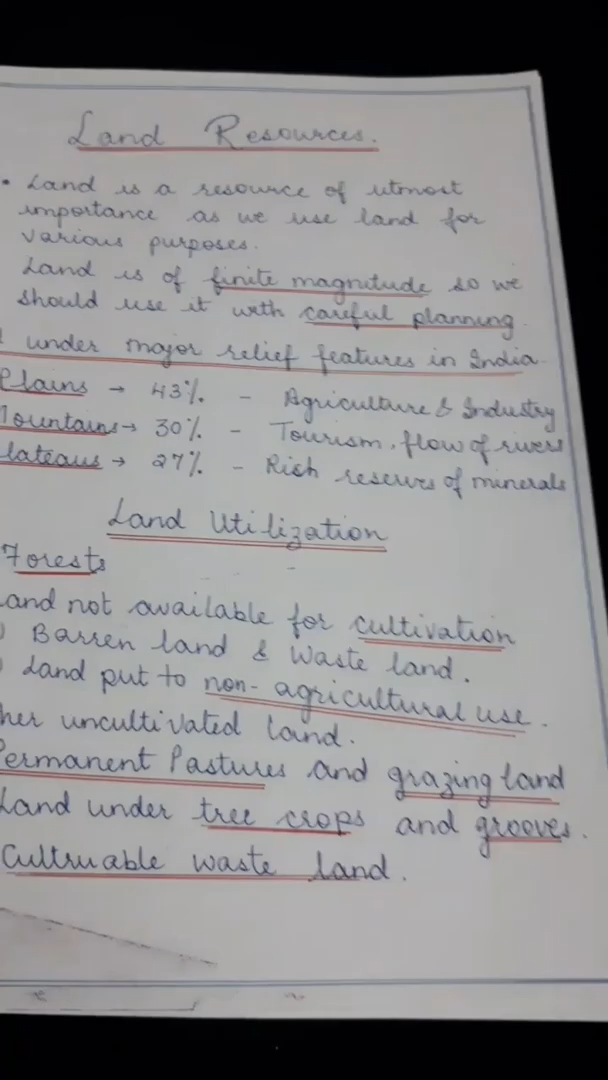 Land Resources.
• Land is a resource of utmost
importance as we use land for
various purposes.
Land is of finite magnitude so we
should use it with careful planning.
under major relief features in India.
Plains → 43% - Agriculture & Industry
Mountains → 30% - Tourism, flow of rivers
lateaus → 27% - Rich reserves of minerals
Land Utilization
Forests
and not available for cultivation
) Barren land & Waste land.
) Land put to non-agricultural use.
her uncultivated land.
Permanent Pastures and grazing land
Land under tree crops and grooves.
Cultruable waste land.